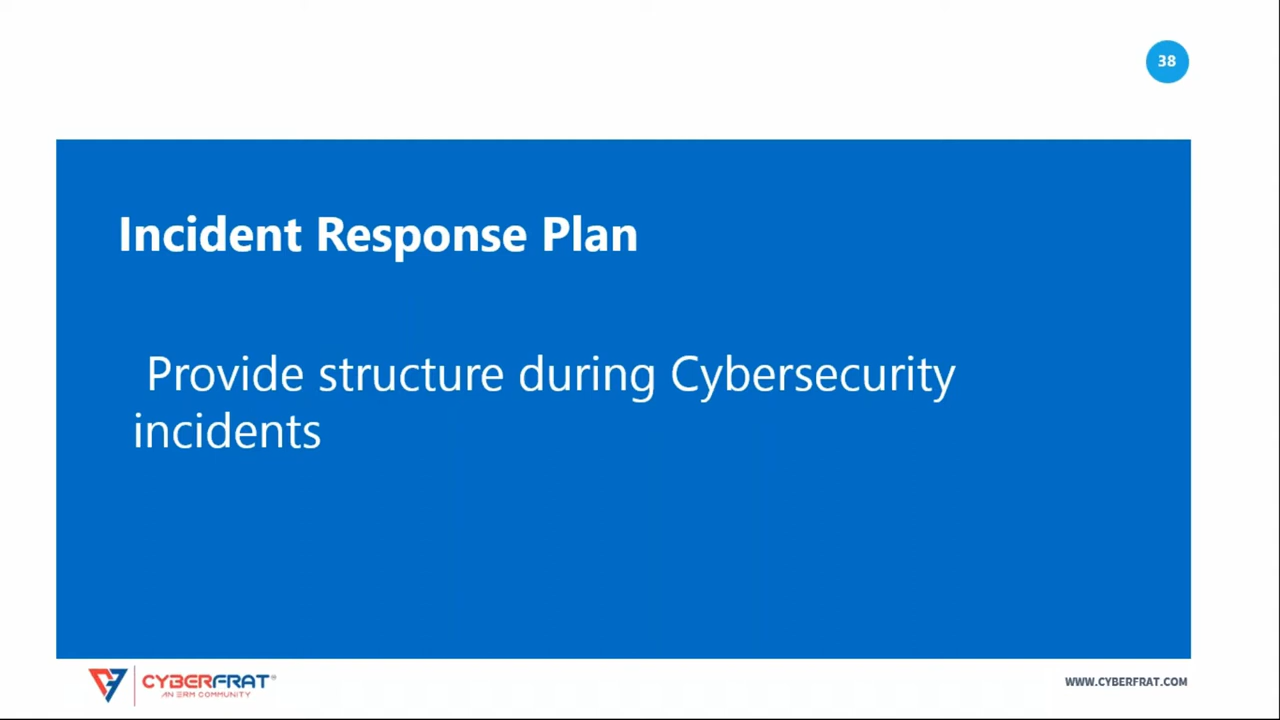 38
Incident Response Plan
Provide structure during Cybersecurity
incidents
CYBERFRAT®
AN ERM COMMUNITY
WWW.CYBERFRAT.COM